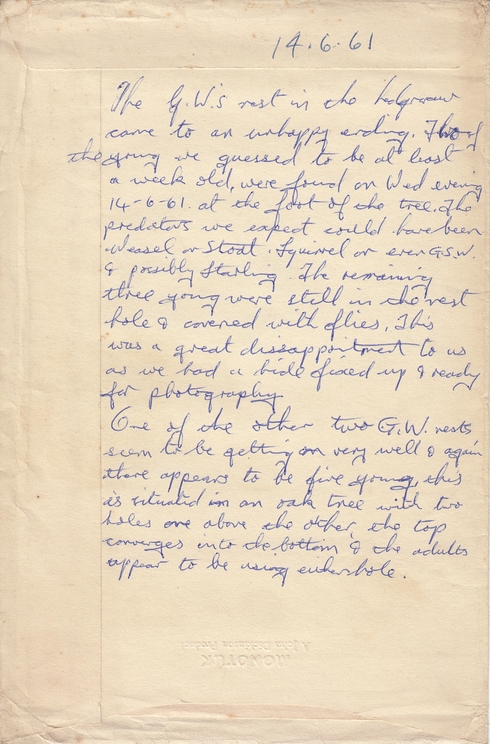 14.6.61
The G.W.'s nest in the hedgerow
came to an unhappy ending. Two of
the young we guessed to be at least
a week old, were found on Wed evening
14-6-61. at the foot of the tree. The
predators we expect could have been
Weasel or Stoat. Squirrel or even G.S.W.
& possibly Starling. The remaining
three young were still in the nest
hole & covered with flies. This
was a great dissappointment to us
as we had a hide fixed up & ready
for photography
One of the other two G.W. nests
seem to be getting on very well & again
there appears to be five young, this
is situated in an oak tree with two
holes one above the other, the top
converges into the bottom & the adults
appear to be using either hole.
MONOTUK
A John Dickinson Product